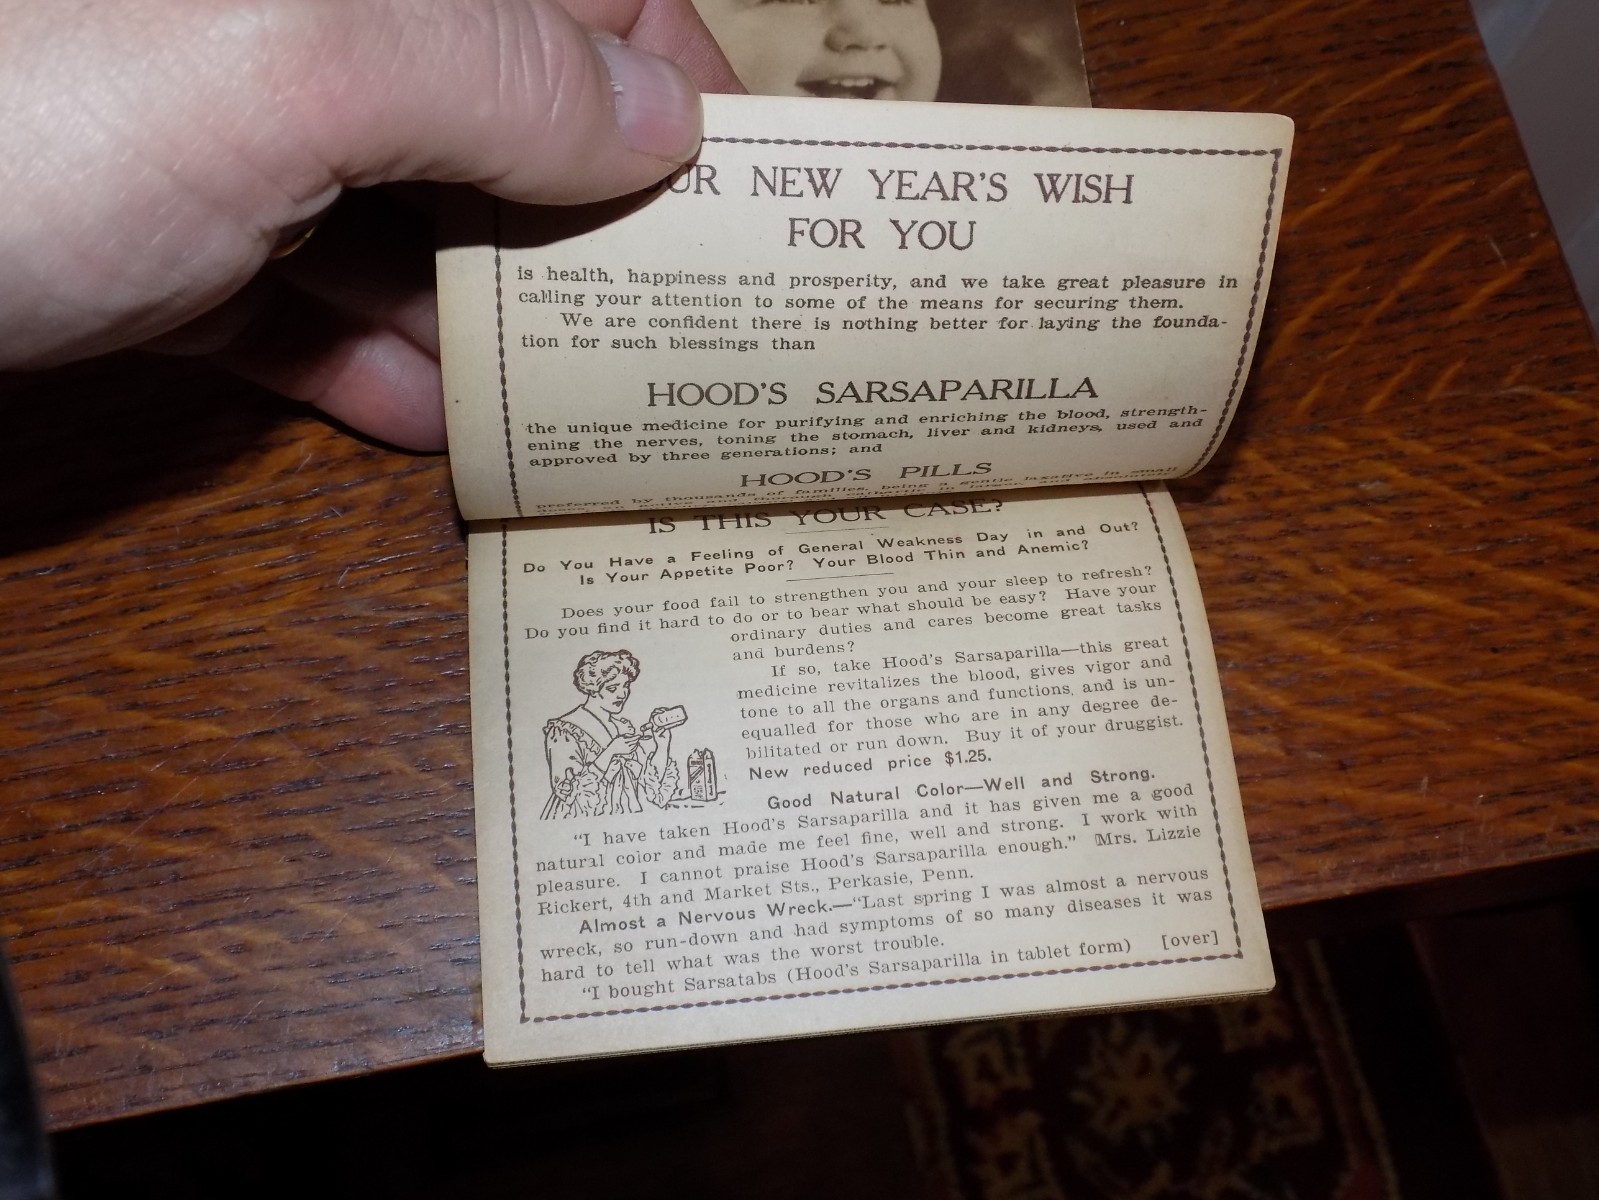 OUR NEW YEAR'S WISH
FOR YOU
is health, happiness and prosperity, and we take great pleasure in
calling your attention to some of the means for securing them.
We are confident there is nothing better for laying the founda-
tion for such blessings than
HOOD'S SARSAPARILLA
the unique medicine for purifying and enriching the blood, strength-
ening the nerves, toning the stomach, liver and kidneys, used and
approved by three generations; and
HOOD'S PILLS
preferred by thousands of families, being a gentle laxative in small
IS THIS YOUR CASE?
Do You Have a Feeling of General Weakness Day in and Out?
Is Your Appetite Poor? Your Blood Thin and Anemic?
Does your food fail to strengthen you and your sleep to refresh?
Do you find it hard to do or to bear what should be easy? Have your
ordinary duties and cares become great tasks
and burdens?
If so, take Hood's Sarsaparilla—this great
medicine revitalizes the blood, gives vigor and
tone to all the organs and functions, and is un-
equalled for those who are in any degree de-
bilitated or run down. Buy it of your druggist.
New reduced price $1.25.
Good Natural Color—Well and Strong.
"I have taken Hood's Sarsaparilla and it has given me a good
natural color and made me feel fine, well and strong. I work with
pleasure. I cannot praise Hood's Sarsaparilla enough." Mrs. Lizzie
Rickert, 4th and Market Sts., Perkasie, Penn.
Almost a Nervous Wreck.—"Last spring I was almost a nervous
wreck, so run-down and had symptoms of so many diseases it was
hard to tell what was the worst trouble.
"I bought Sarsatabs (Hood's Sarsaparilla in tablet form) [over]